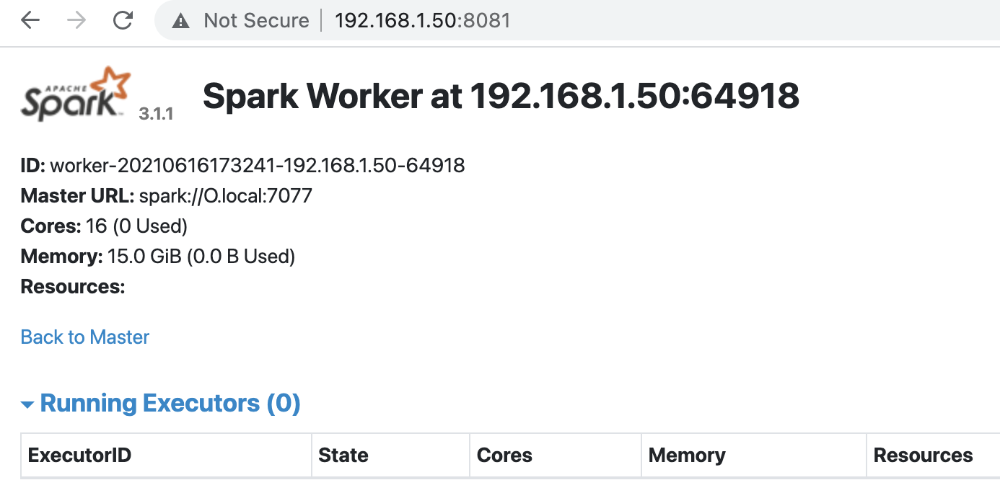 Not Secure 192.168.1.50:8081
APACHE
Spark™ 3.1.1 Spark Worker at 192.168.1.50:64918
ID: worker-20210616173241-192.168.1.50-64918
Master URL: spark://O.local:7077
Cores: 16 (0 Used)
Memory: 15.0 GiB (0.0 B Used)
Resources:
Back to Master
Running Executors (0)
ExecutorID State Cores Memory Resources